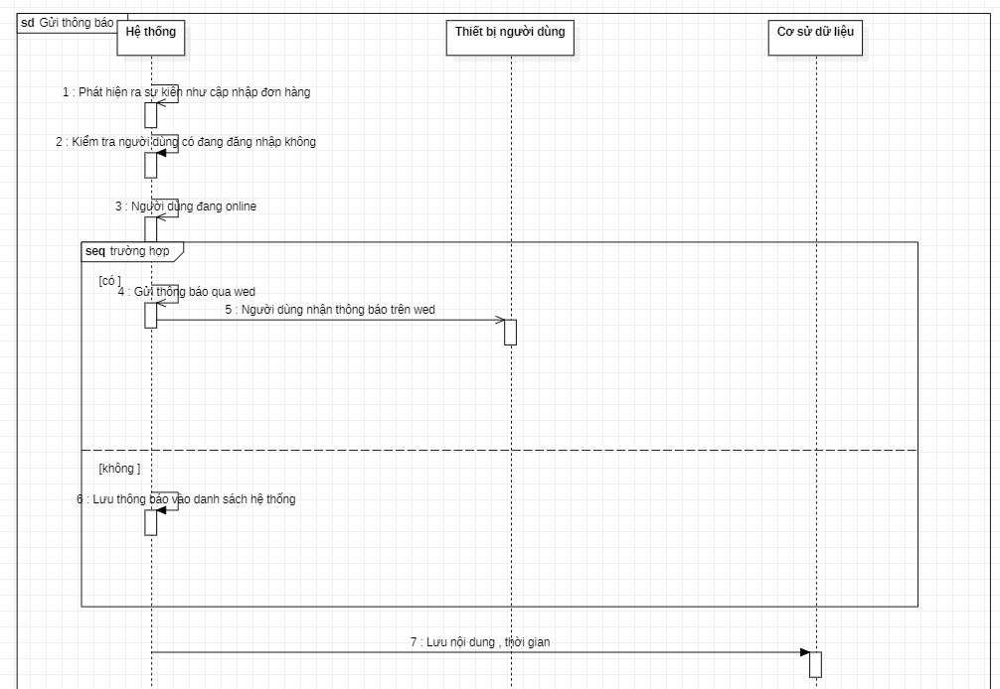 sd Gửi thông báo
Hệ thống
Thiết bị người dùng
Cơ sử dữ liệu
1 : Phát hiện ra sự kiên như cập nhập đơn hàng
2 : Kiểm tra người dùng có đang đăng nhập không
3 : Người dùng đang online
seq trường hợp
[có ]
4 : Gửi thông báo qua wed
5 : Người dùng nhận thông báo trên wed
[không ]
6 : Lưu thông báo vào danh sách hệ thống
7 : Lưu nội dung , thời gian